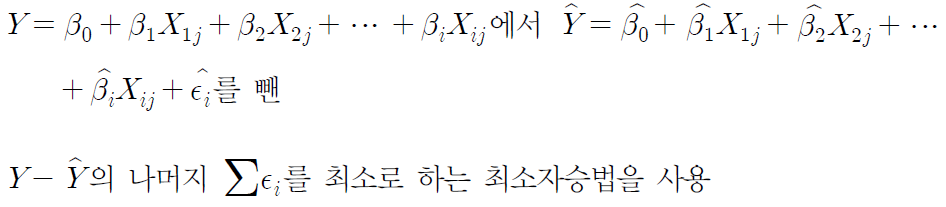 Y = β₀ + β₁X₁ⱼ + β₂X₂ⱼ + ⋯ + βᵢXᵢⱼ에서 Ŷ = β̂₀ + β̂₁X₁ⱼ + β̂₂X₂ⱼ + ⋯
+ β̂ᵢXᵢⱼ + ϵ̂ᵢ를 뺀
Y − Ŷ의 나머지 ∑ϵᵢ를 최소로 하는 최소자승법을 사용